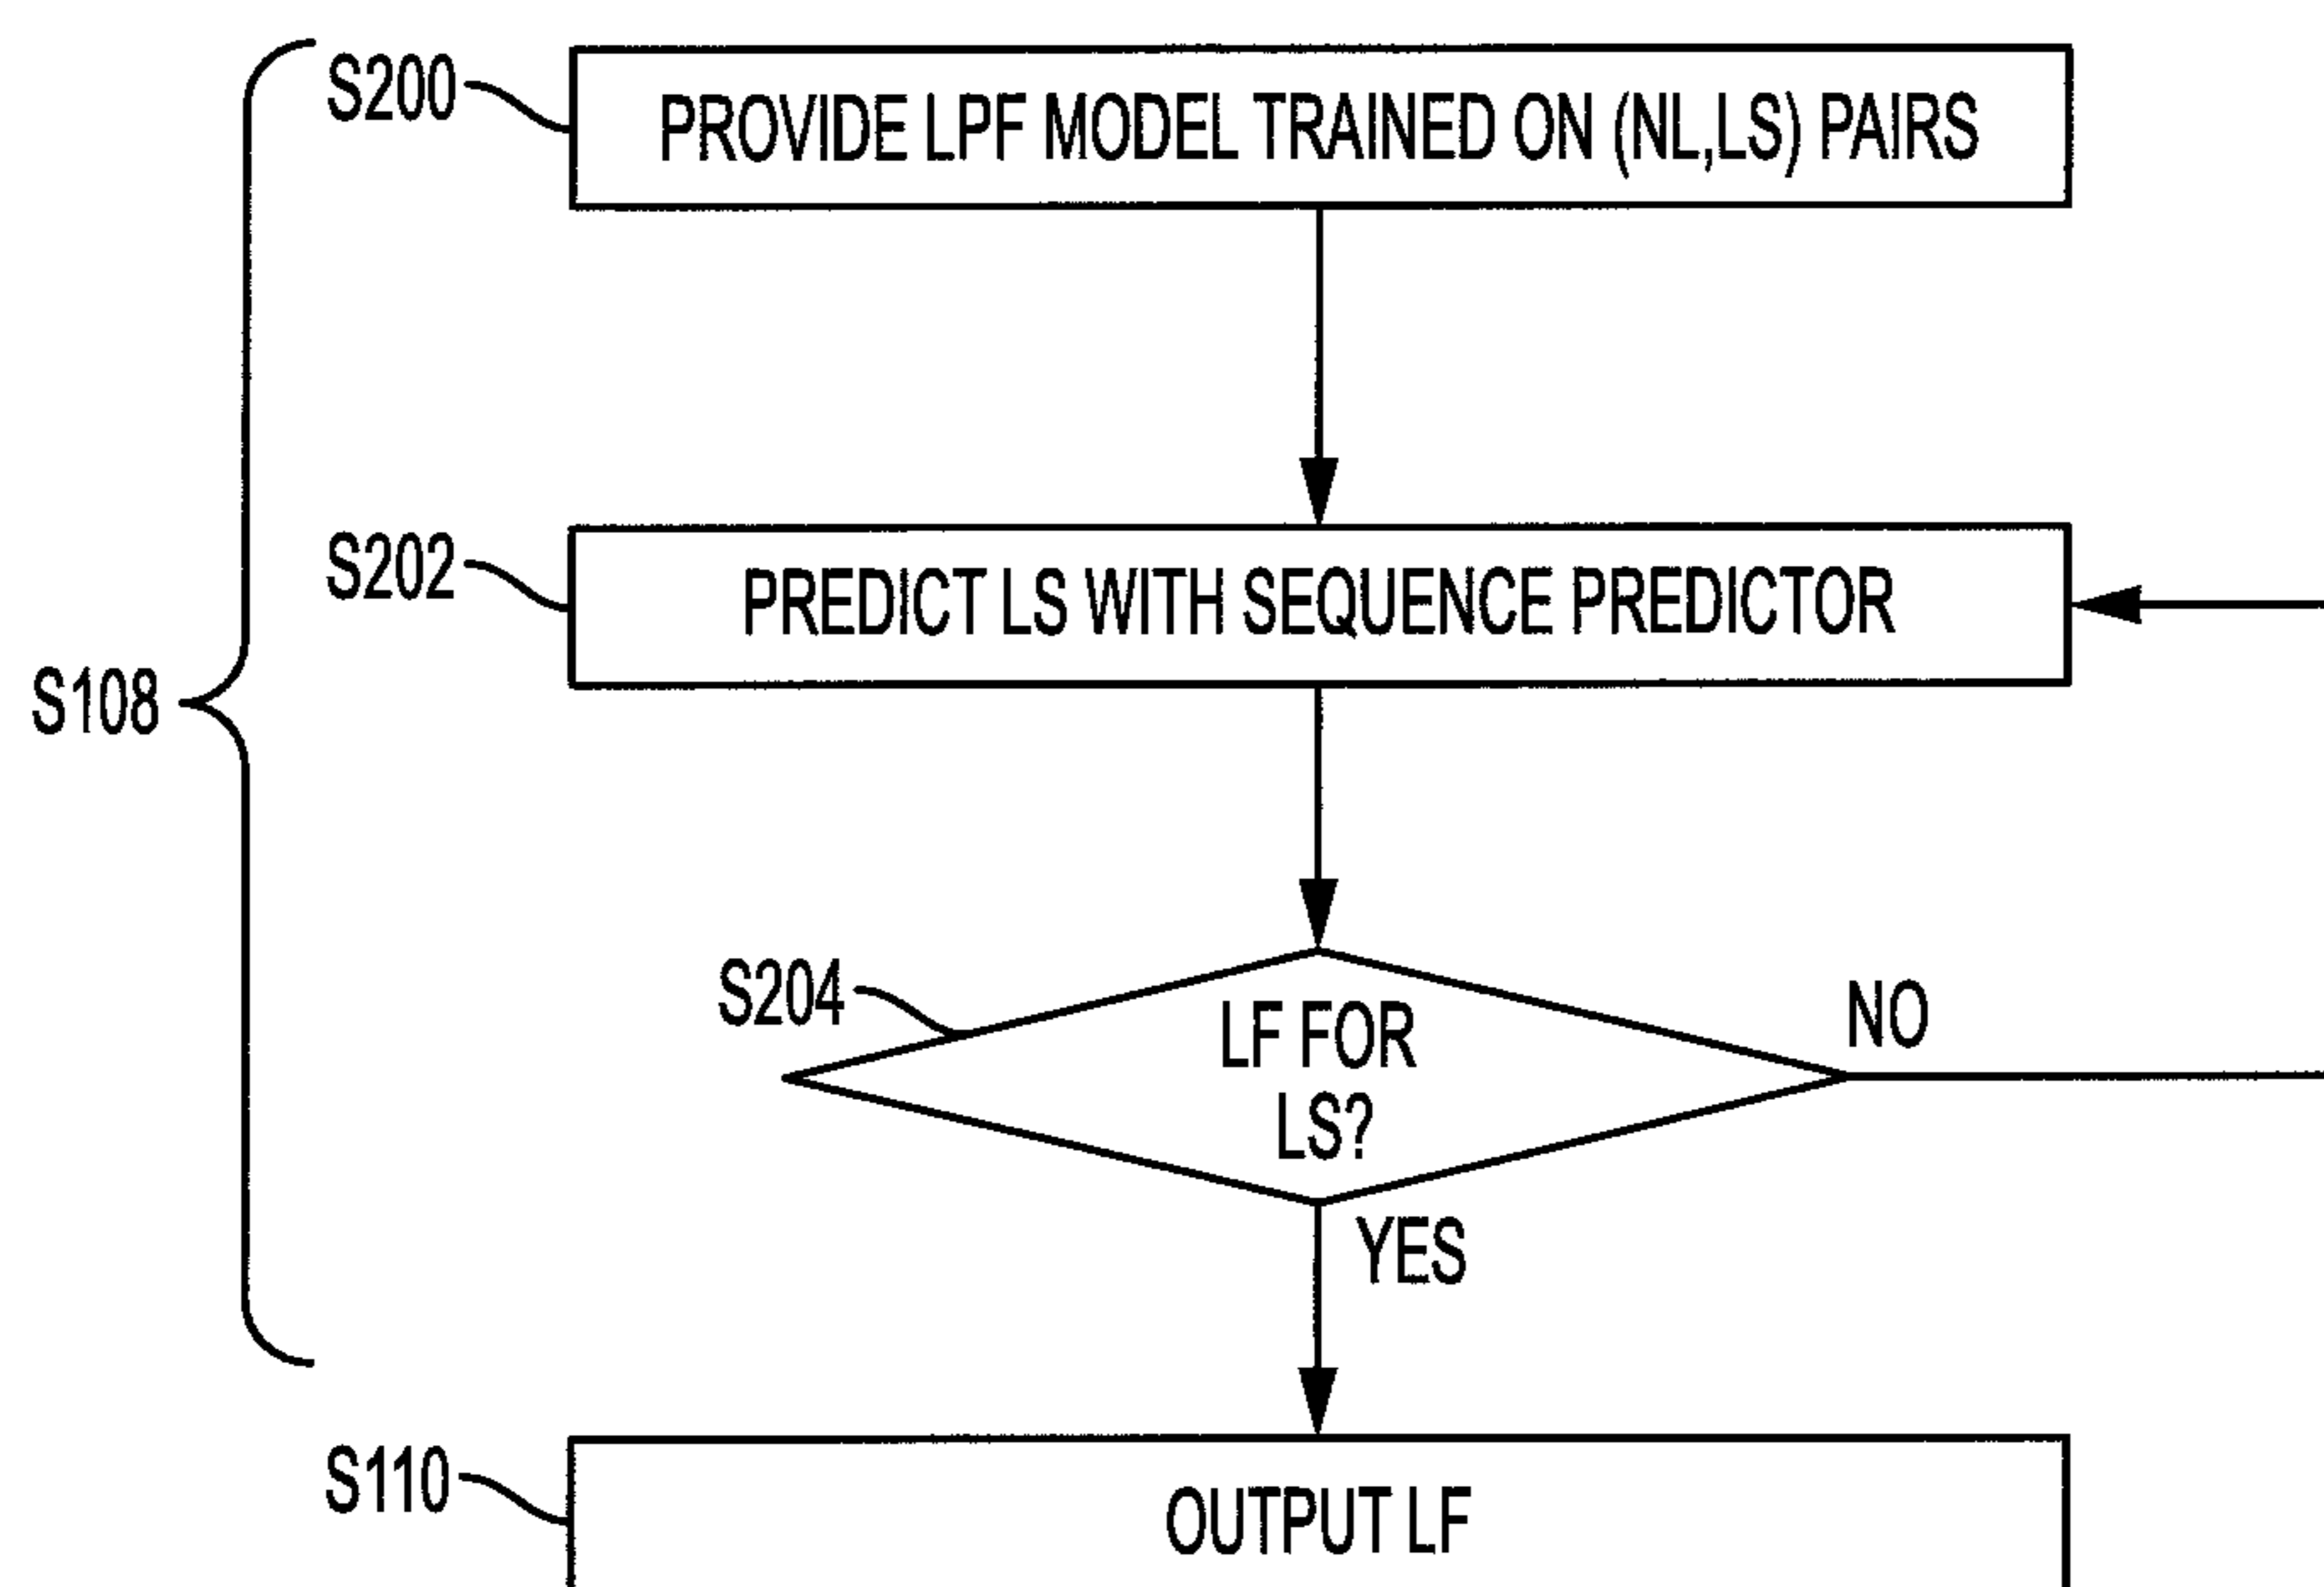 S200
PROVIDE LPF MODEL TRAINED ON (NL,LS) PAIRS
S202
PREDICT LS WITH SEQUENCE PREDICTOR
S108
S204
LF FOR
LS?
NO
YES
S110
OUTPUT LF